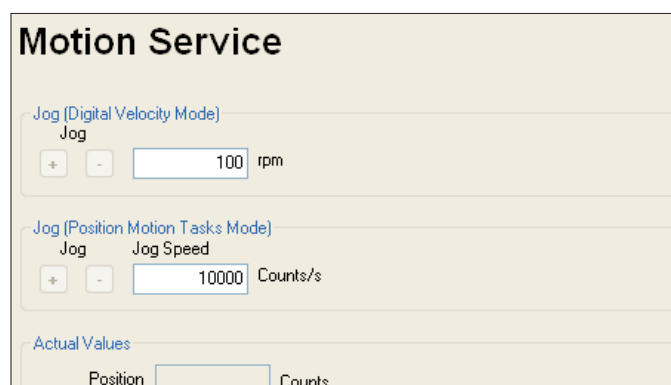 Motion Service
Jog (Digital Velocity Mode)
Jog
+ - 100 rpm
Jog (Position Motion Tasks Mode)
Jog Jog Speed
+ - 10000 Counts/s
Actual Values
Position Counts